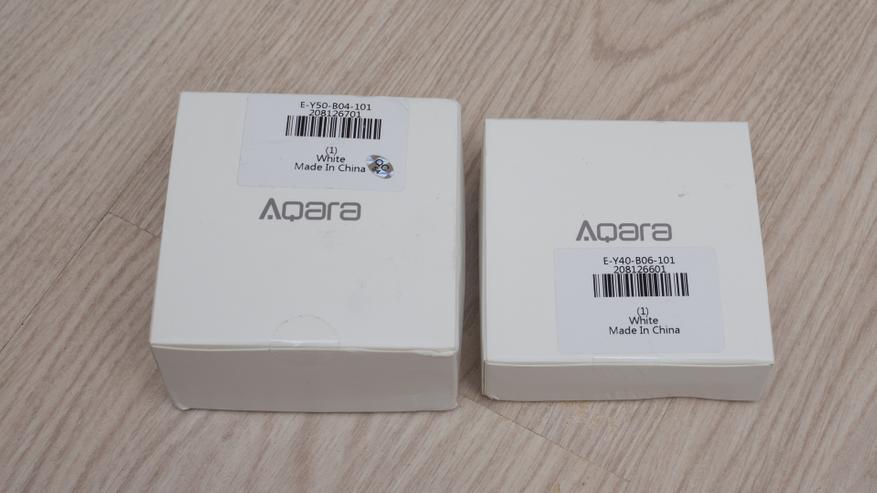 E-Y50-B04-101
208126701
(1)
White
Made In China
Aqara
Aqara
E-Y40-B06-101
208126601
(1)
White
Made In China